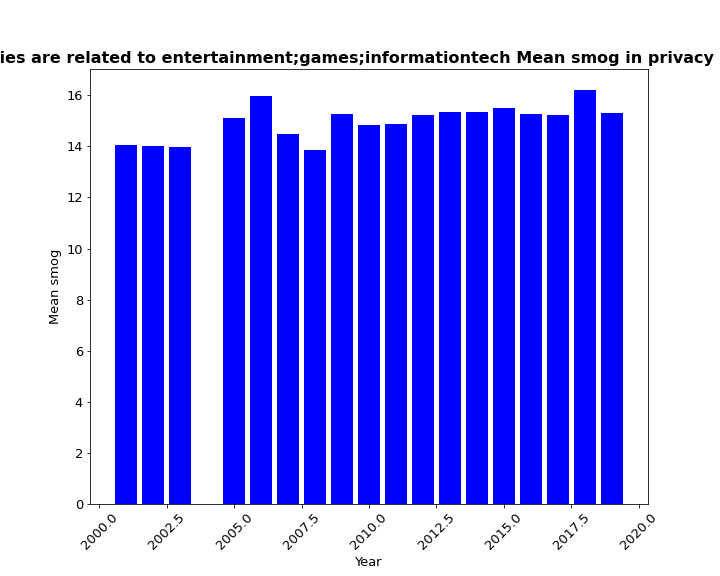 ies are related to entertainment;games;informationtech Mean smog in privacy
16
14
12
10
8
6
4
2
0
Mean smog
2000.0 2002.5 2005.0 2007.5 2010.0 2012.5 2015.0 2017.5 2020.0
Year